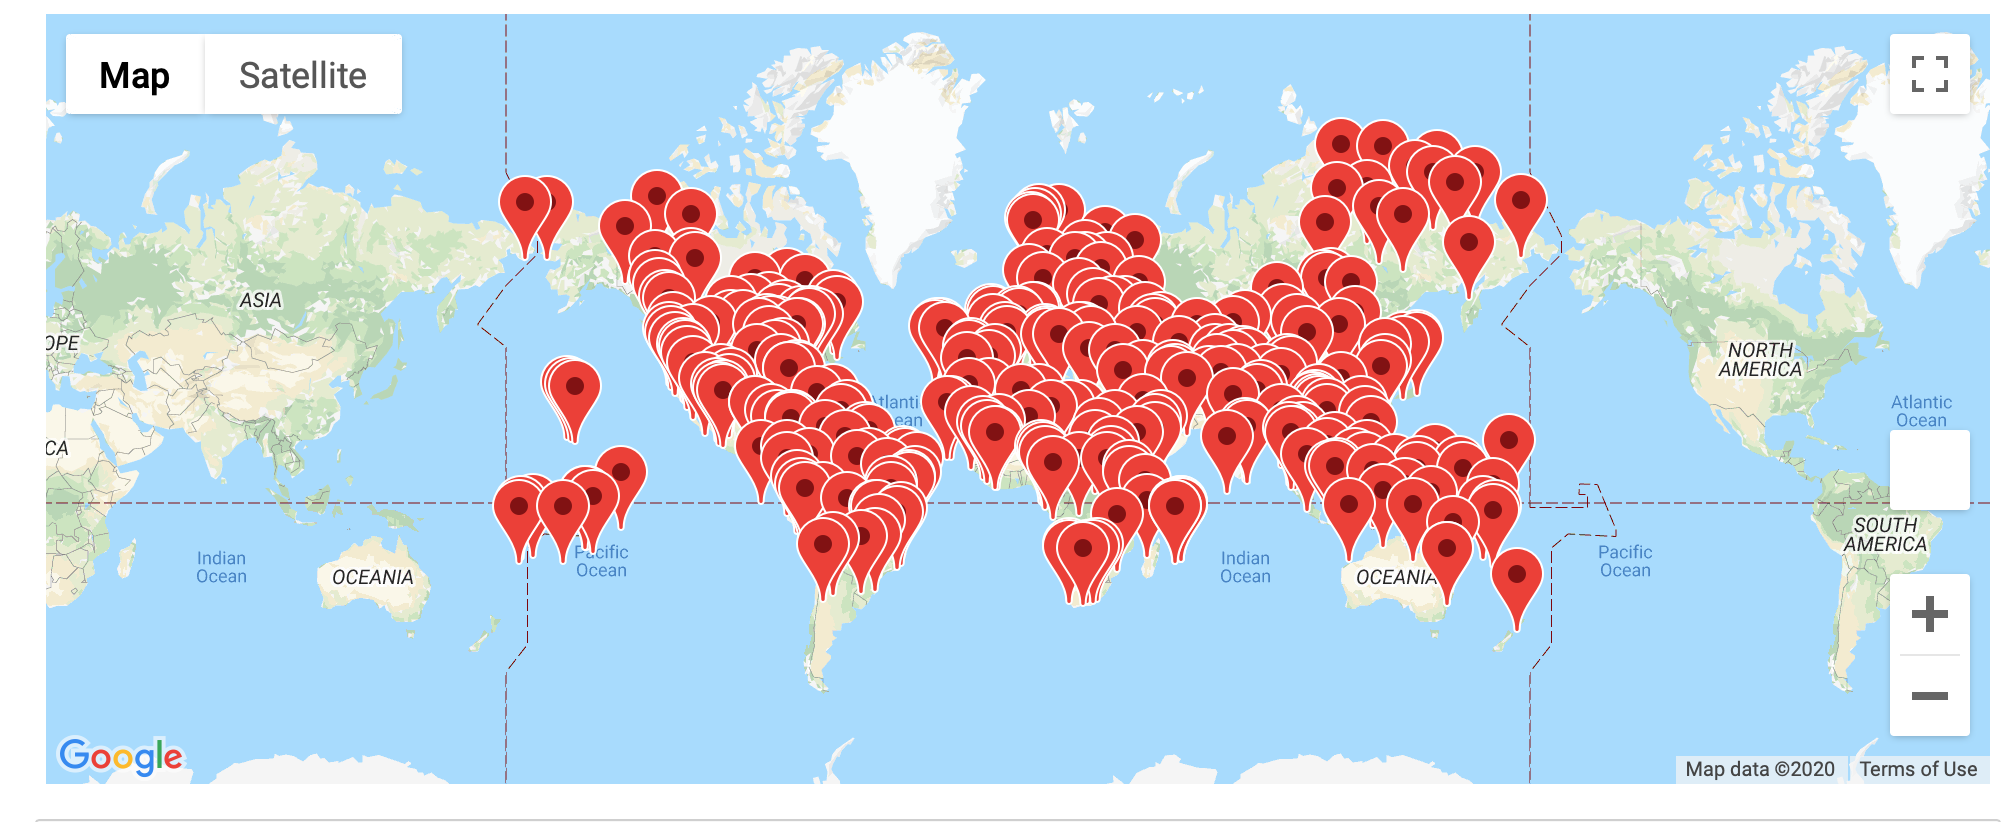 Map
Satellite
ASIA
OPE
CA
Indian
Ocean
OCEANIA
Pacific
Ocean
Atlanti
ean
Indian
Ocean
OCEANIA
Pacific
Ocean
NORTH
AMERICA
Atlantic
Ocean
SOUTH
AMERICA
Google
Map data ©2020
Terms of Use